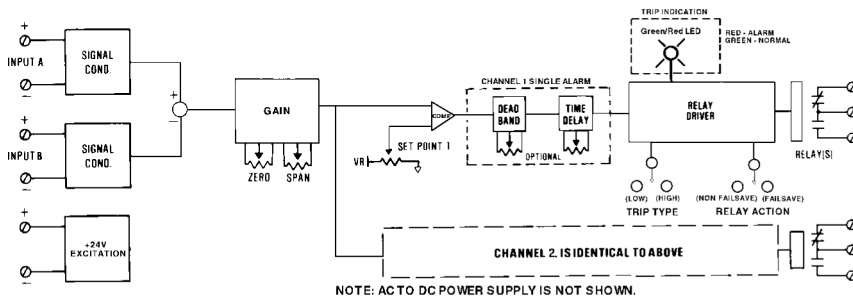 TRIP INDICATION
Green/Red LED
RED - ALARM
GREEN - NORMAL
+
INPUT A
−
SIGNAL
COND.
+
−
GAIN
ZERO
SPAN
+
INPUT B
−
SIGNAL
COND.
COMP
VR
SET POINT 1
CHANNEL 1 SINGLE ALARM
DEAD
BAND
TIME
DELAY
OPTIONAL
RELAY
DRIVER
RELAY(S)
(LOW) (HIGH)
TRIP TYPE
(NON FAILSAVE) (FAILSAVE)
RELAY ACTION
+
−
+24V
EXCITATION
CHANNEL 2, IS IDENTICAL TO ABOVE
NOTE: AC TO DC POWER SUPPLY IS NOT SHOWN.